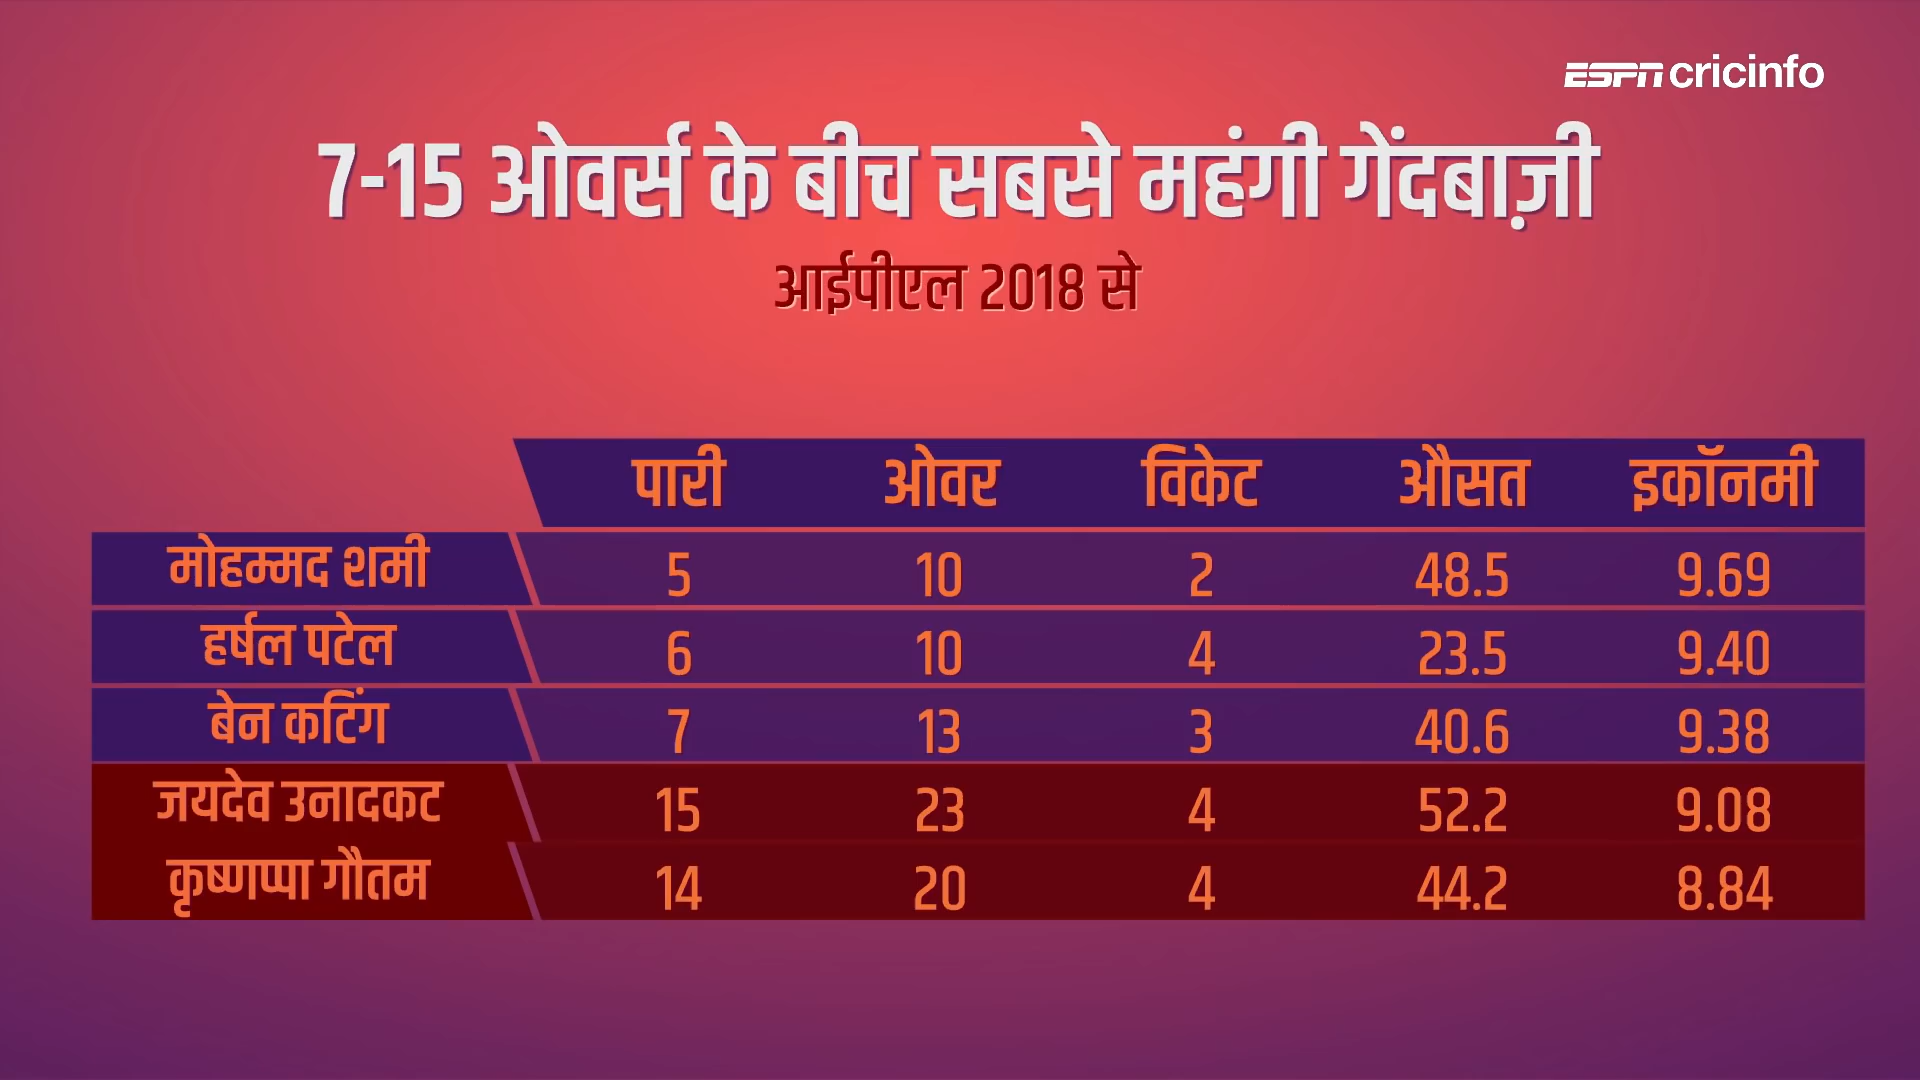 ESPN cricinfo
7-15 ओवर्स के बीच सबसे महंगी गेंदबाज़ी
आईपीएल 2018 से
पारी ओवर विकेट औसत इकॉनमी
मोहम्मद शमी 5 10 2 48.5 9.69
हर्षल पटेल 6 10 4 23.5 9.40
बेन कटिंग 7 13 3 40.6 9.38
जयदेव उनादकट 15 23 4 52.2 9.08
कृष्णप्पा गौतम 14 20 4 44.2 8.84